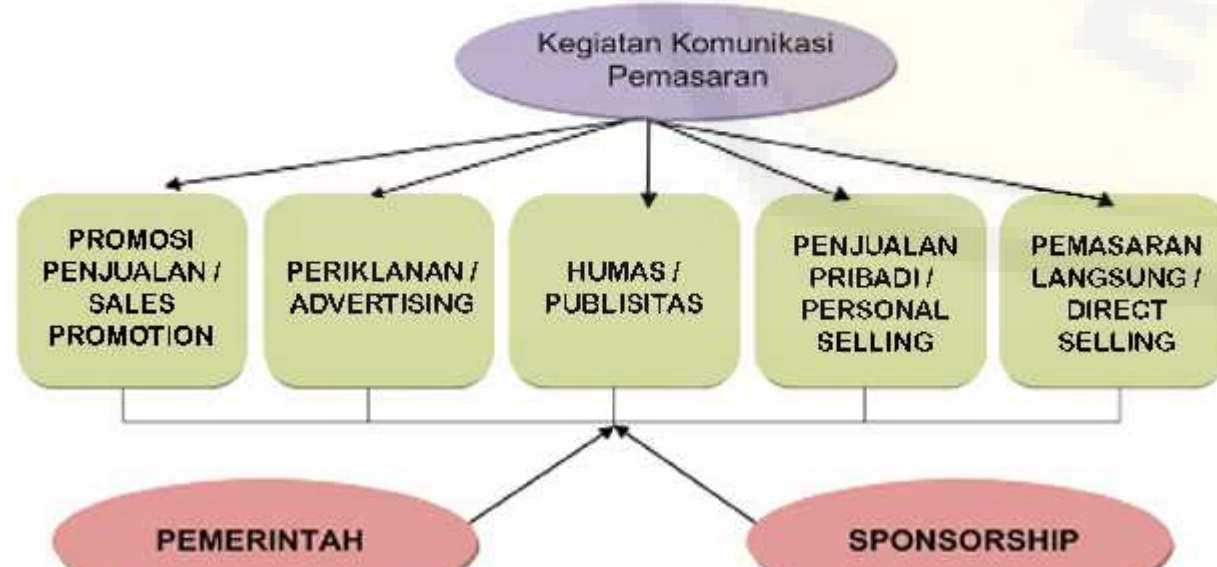 Kegiatan Komunikasi
Pemasaran
PROMOSI
PENJUALAN /
SALES
PROMOTION
PERIKLANAN /
ADVERTISING
HUMAS /
PUBLISITAS
PENJUALAN
PRIBADI /
PERSONAL
SELLING
PEMASARAN
LANGSUNG /
DIRECT
SELLING
PEMERINTAH
SPONSORSHIP